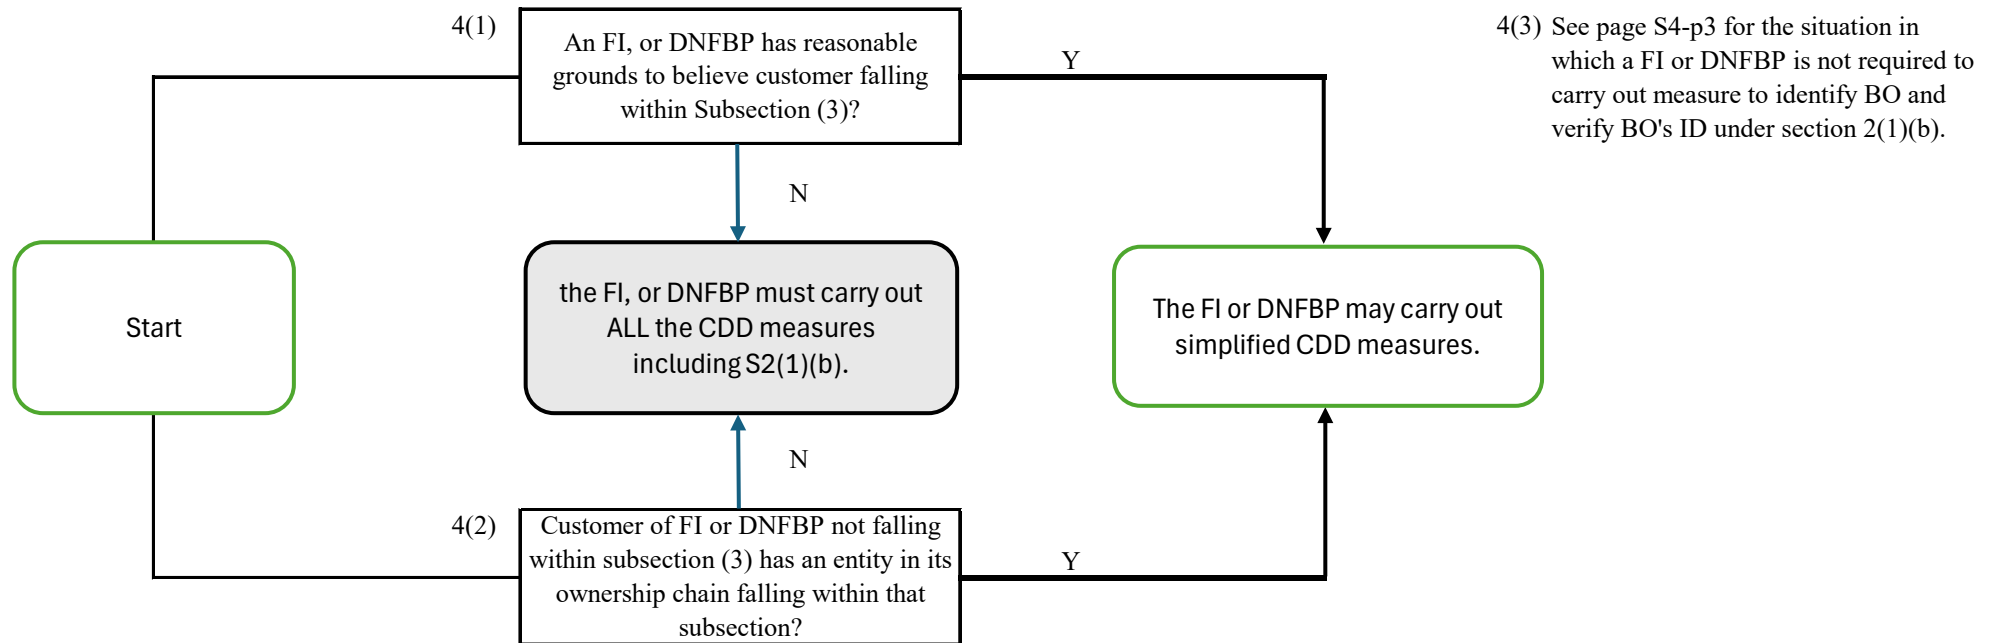 4(1)
An FI, or DNFBP has reasonable
grounds to believe customer falling
within Subsection (3)?
Y
4(3) See page S4-p3 for the situation in
which a FI or DNFBP is not required to
carry out measure to identify BO and
verify BO's ID under section 2(1)(b).
N
Start
the FI, or DNFBP must carry out
ALL the CDD measures
including S2(1)(b).
The FI or DNFBP may carry out
simplified CDD measures.
N
4(2)
Customer of FI or DNFBP not falling
within subsection (3) has an entity in its
ownership chain falling within that
subsection?
Y